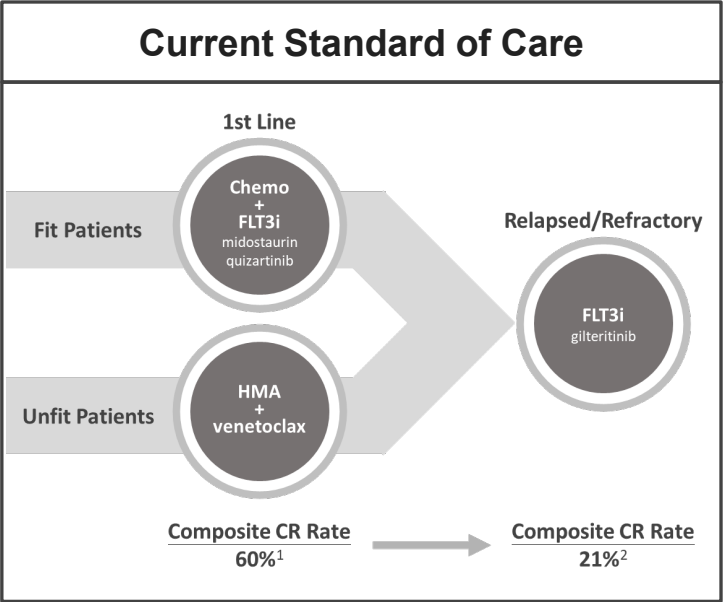 Current Standard of Care
1st Line
Fit Patients
Chemo
+
FLT3i
midostaurin
quizartinib
Relapsed/Refractory
FLT3i
gilteritinib
Unfit Patients
HMA
+
venetoclax
Composite CR Rate
60%¹
Composite CR Rate
21%²